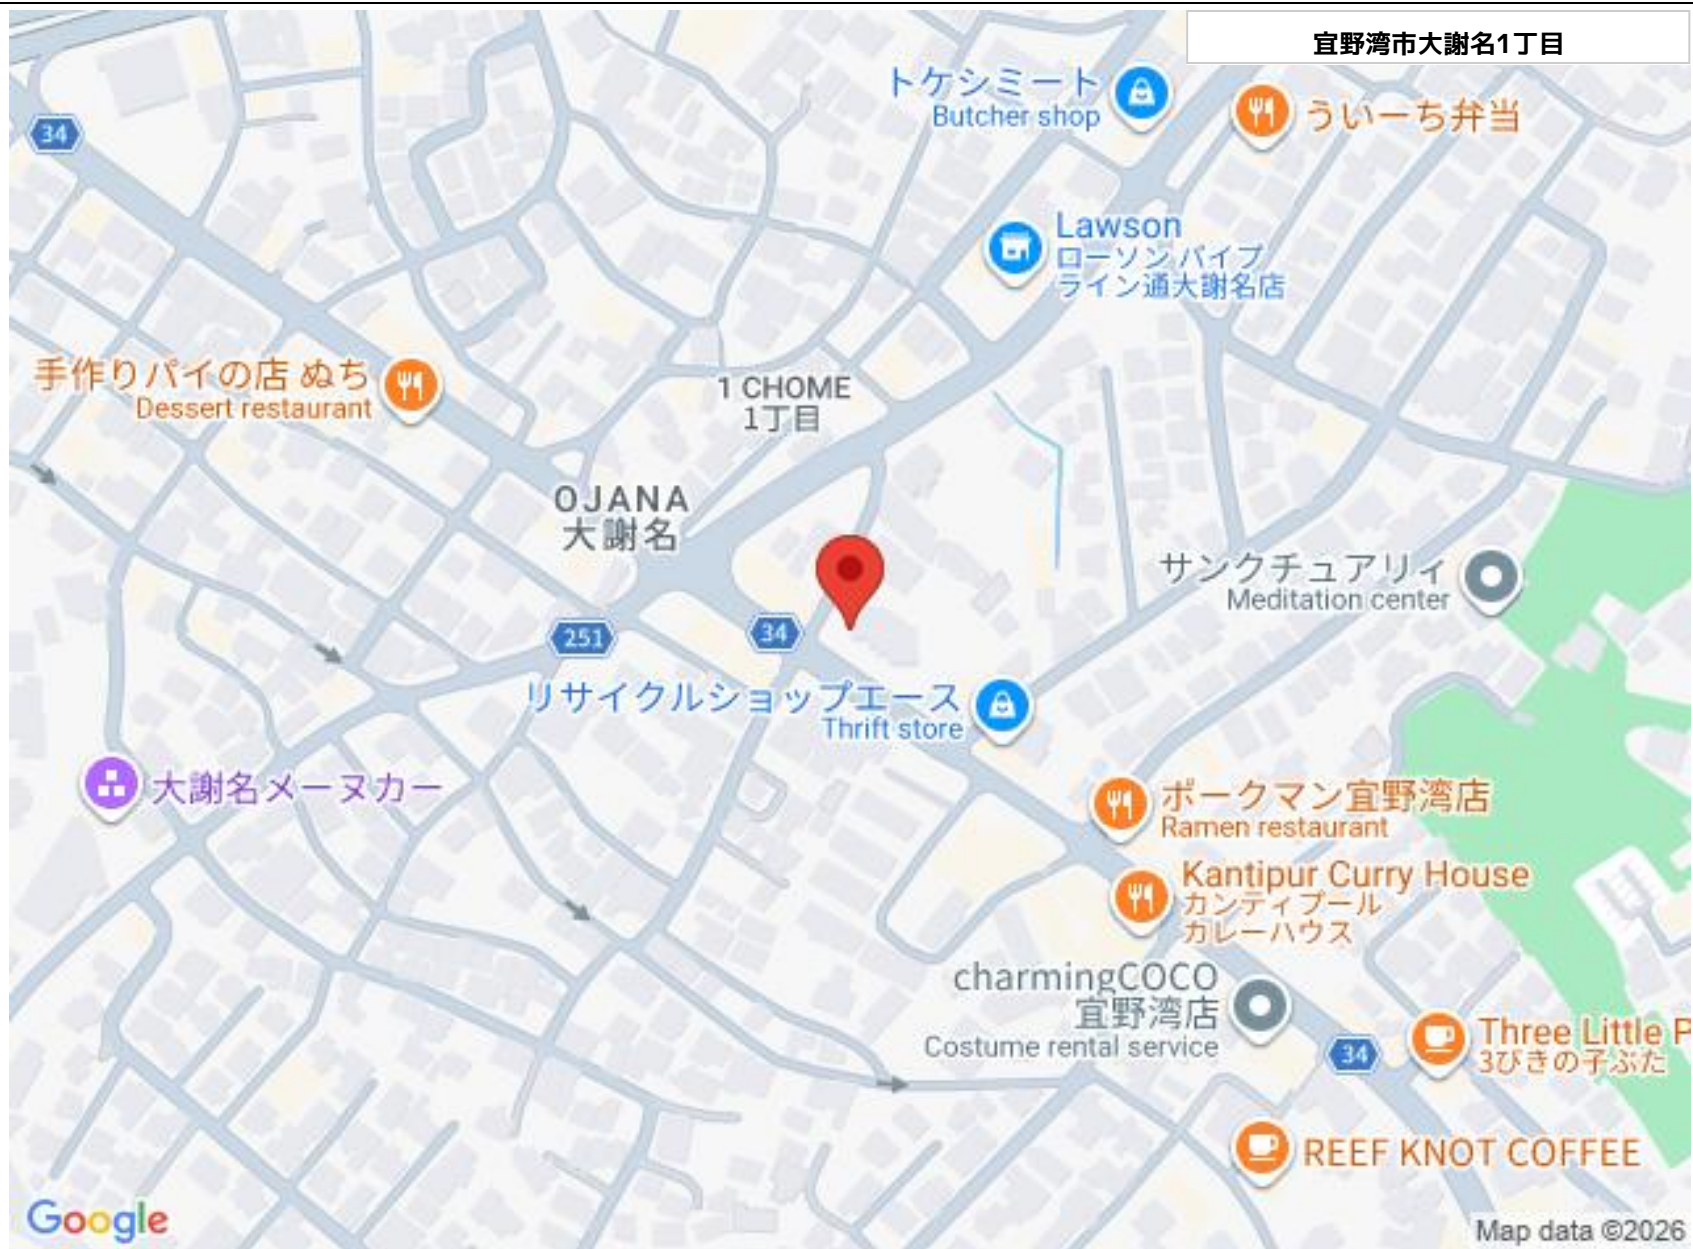 宜野湾市大謝名1丁目
トケシミート
Butcher shop
ういーち弁当
34
Lawson
ローソン パイプ
ライン通大謝名店
手作りパイの店 ぬち
Dessert restaurant
1 CHOME
1丁目
OJANA
大謝名
サンクチュアリィ
Meditation center
251
34
リサイクルショップエース
Thrift store
大謝名メーヌカー
ポークマン宜野湾店
Ramen restaurant
Kantipur Curry House
カンティプール
カレーハウス
charmingCOCO
宜野湾店
Costume rental service
34
Three Little P
3びきの子ぶた
REEF KNOT COFFEE
Google
Map data ©2026